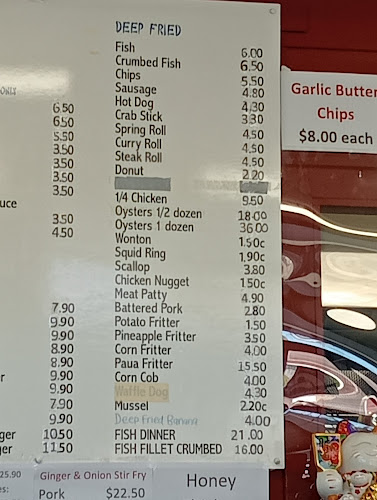 DEEP FRIED
Fish 6.00
Crumbed Fish 6.50
Chips 5.50
Sausage 4.80
Hot Dog 4.30
Crab Stick 3.30
Spring Roll 4.50
Curry Roll 4.50
Steak Roll 4.50
Donut 2.20
1/4 Chicken 9.50
Oysters 1/2 dozen 18.00
Oysters 1 dozen 36.00
Wonton 1.50c
Squid Ring 1.90c
Scallop 3.80
Chicken Nugget 1.50c
Meat Patty 4.90
Battered Pork 2.80
Potato Fritter 1.50
Pineapple Fritter 3.50
Corn Fritter 4.00
Paua Fritter 15.50
Corn Cob 4.00
Waffle Dog 4.30
Mussel 2.20c
Deep Fried Banana 4.00
FISH DINNER 21.00
FISH FILLET CRUMBED 16.00
6.50
6.50
5.50
3.50
3.50
3.50
3.50
uce
3.50
4.50
7.90
9.90
9.90
8.90
8.90
r 9.90
9.90
7.90
9.90
ger 10.50
ger 11.50
Garlic Butter
Chips
$8.00 each
25.90
es:
Ginger & Onion Stir Fry
Pork $22.50
Honey